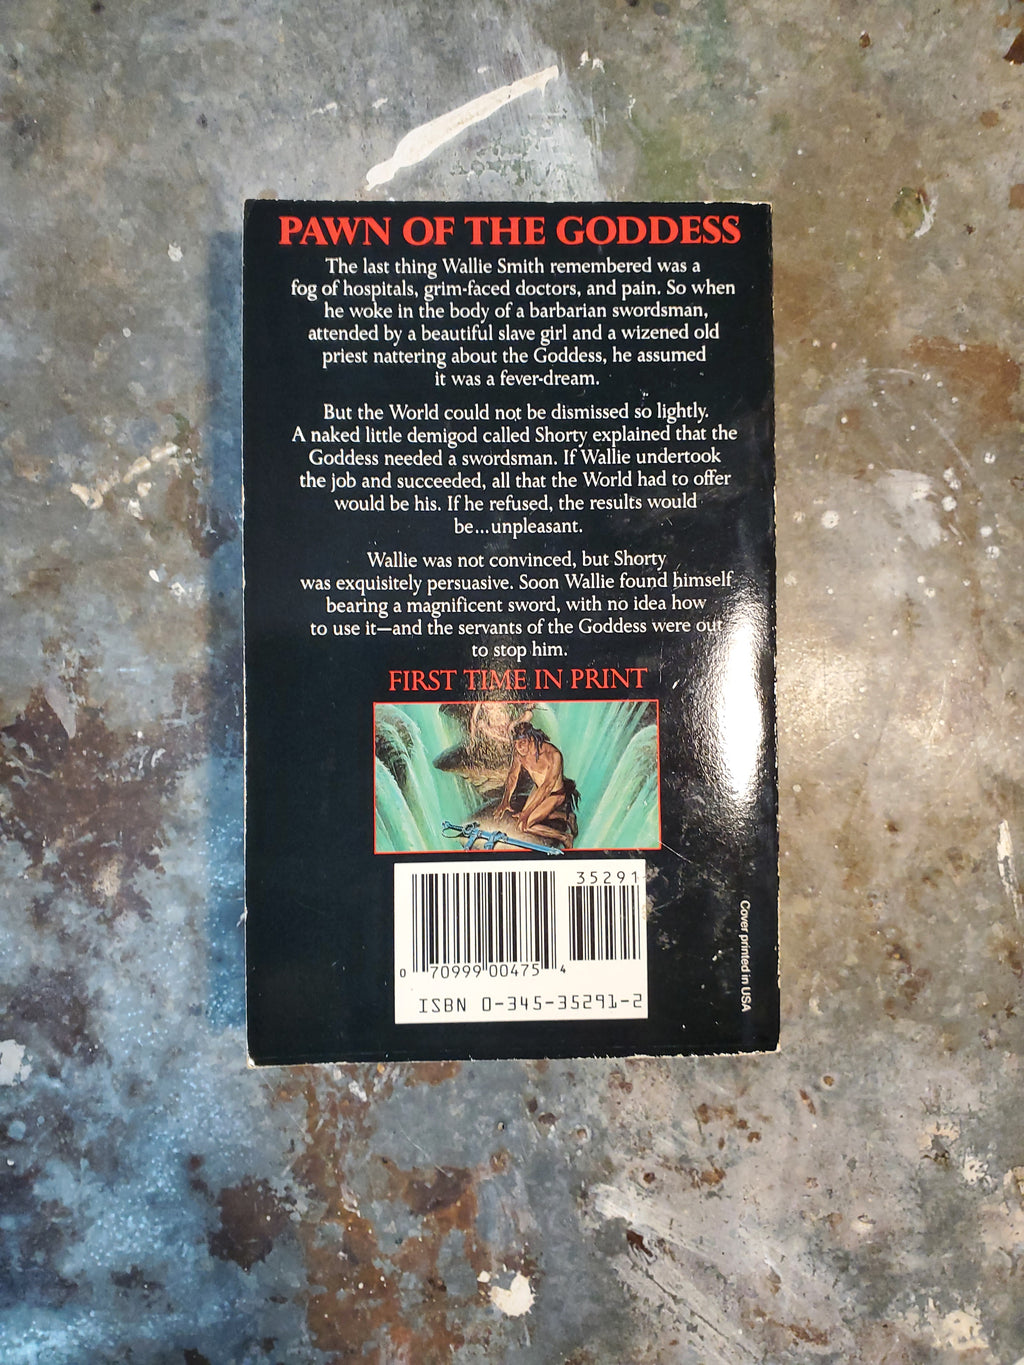 PAWN OF THE GODDESS
The last thing Wallie Smith remembered was a
fog of hospitals, grim-faced doctors, and pain. So when
he woke in the body of a barbarian swordsman,
attended by a beautiful slave girl and a wizened old
priest nattering about the Goddess, he assumed
it was a fever-dream.
But the World could not be dismissed so lightly.
A naked little demigod called Shorty explained that the
Goddess needed a swordsman. If Wallie undertook
the job and succeeded, all that the World had to offer
would be his. If he refused, the results would
be...unpleasant.
Wallie was not convinced, but Shorty
was exquisitely persuasive. Soon Wallie found himself
bearing a magnificent sword, with no idea how
to use it—and the servants of the Goddess were out
to stop him.
FIRST TIME IN PRINT
35291
0 70999 00475 4
ISBN 0-345-35291-2
Cover printed in USA